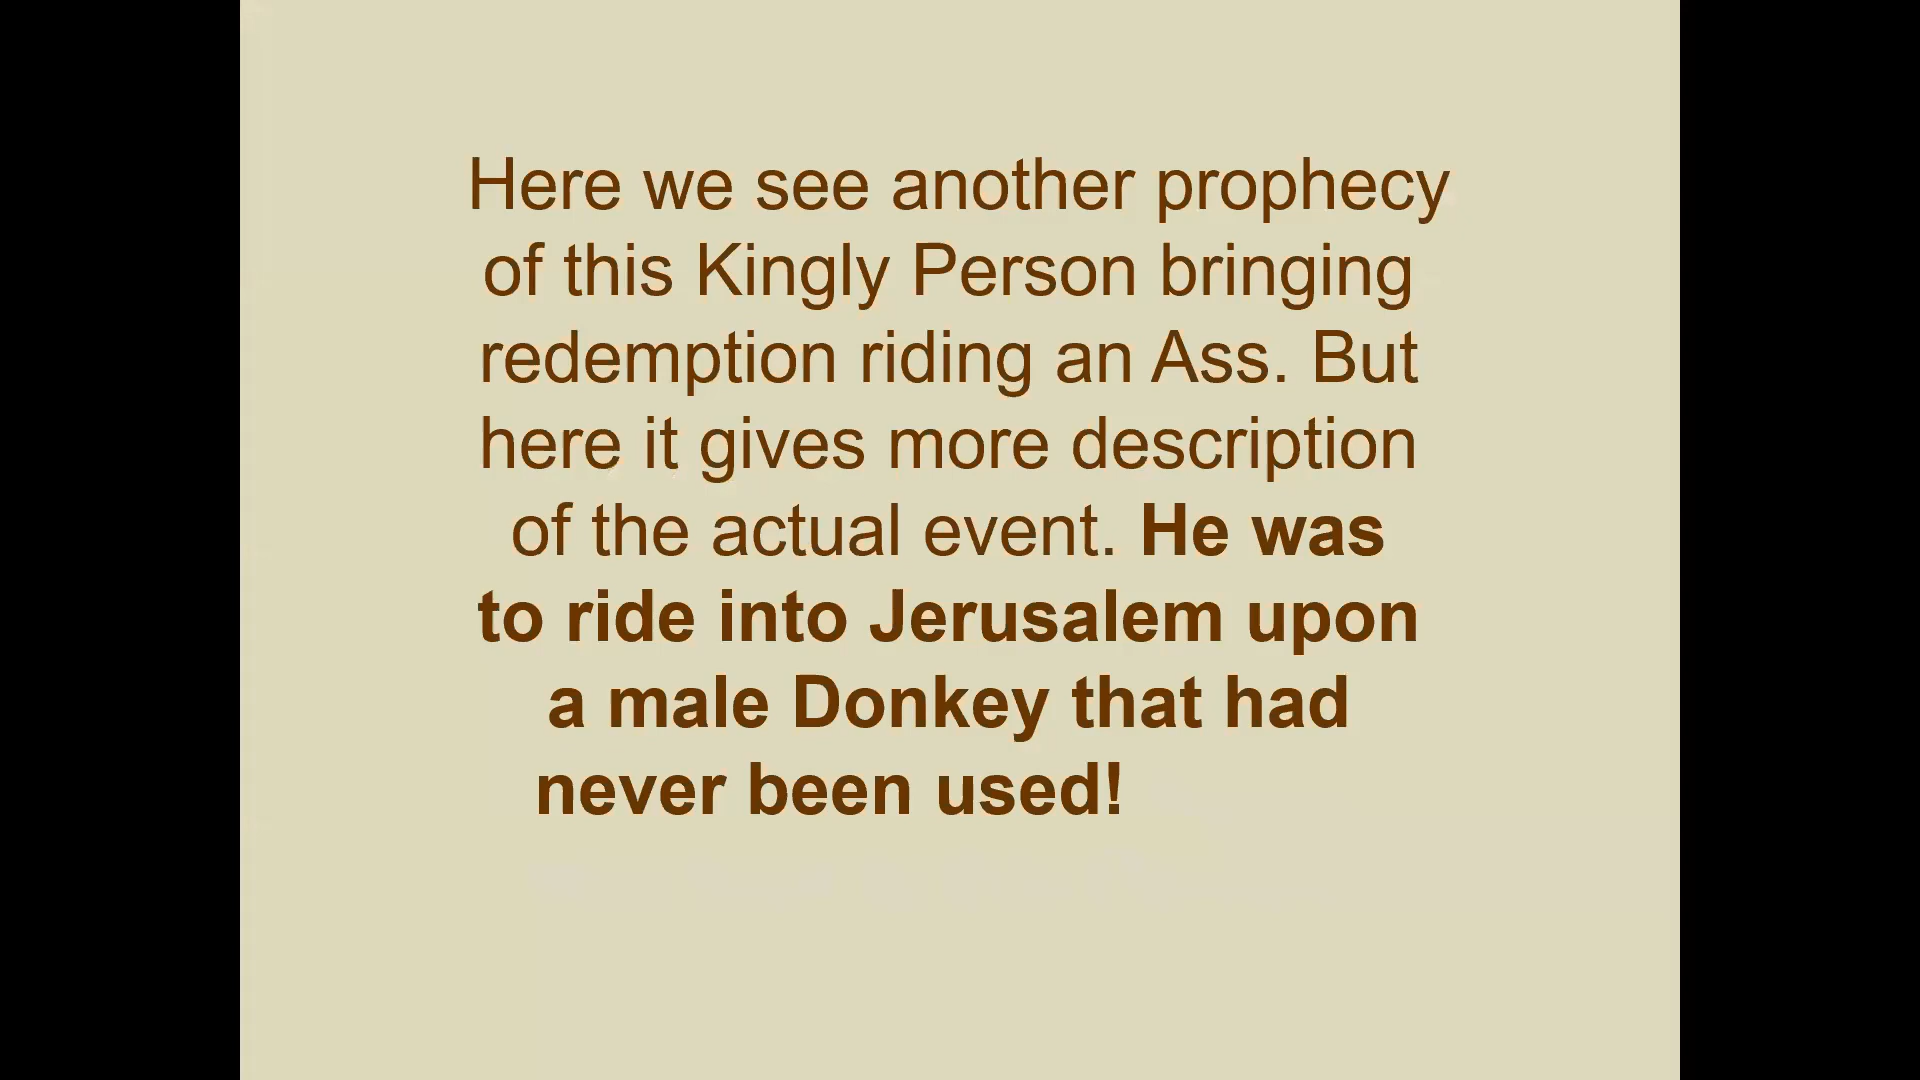 Here we see another prophecy
of this Kingly Person bringing
redemption riding an Ass. But
here it gives more description
of the actual event. He was
to ride into Jerusalem upon
a male Donkey that had
never been used!